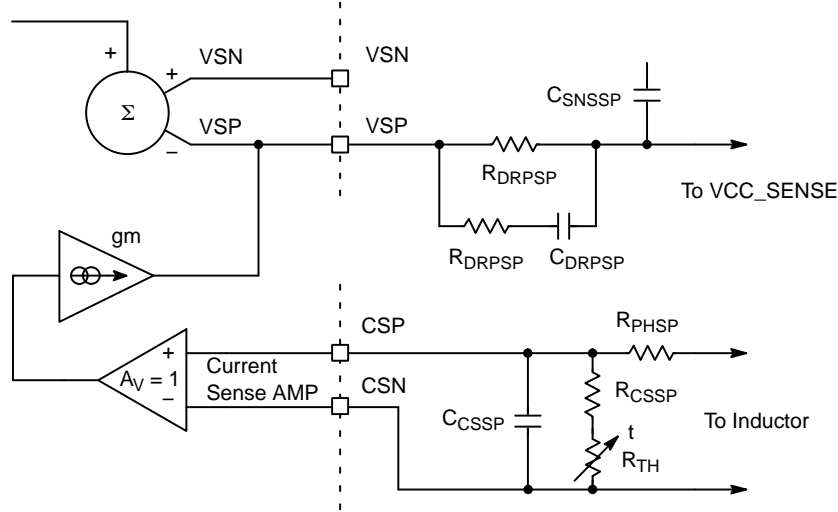 +
VSN
VSN
+
Σ
VSP
VSP
−
C_SNSSP
R_DRPSP
To VCC_SENSE
R_DRPSP
C_DRPSP
gm
CSP
R_PHSP
+
A_V = 1
−
Current
Sense AMP
CSN
C_CSSP
R_CSSP
t
R_TH
To Inductor